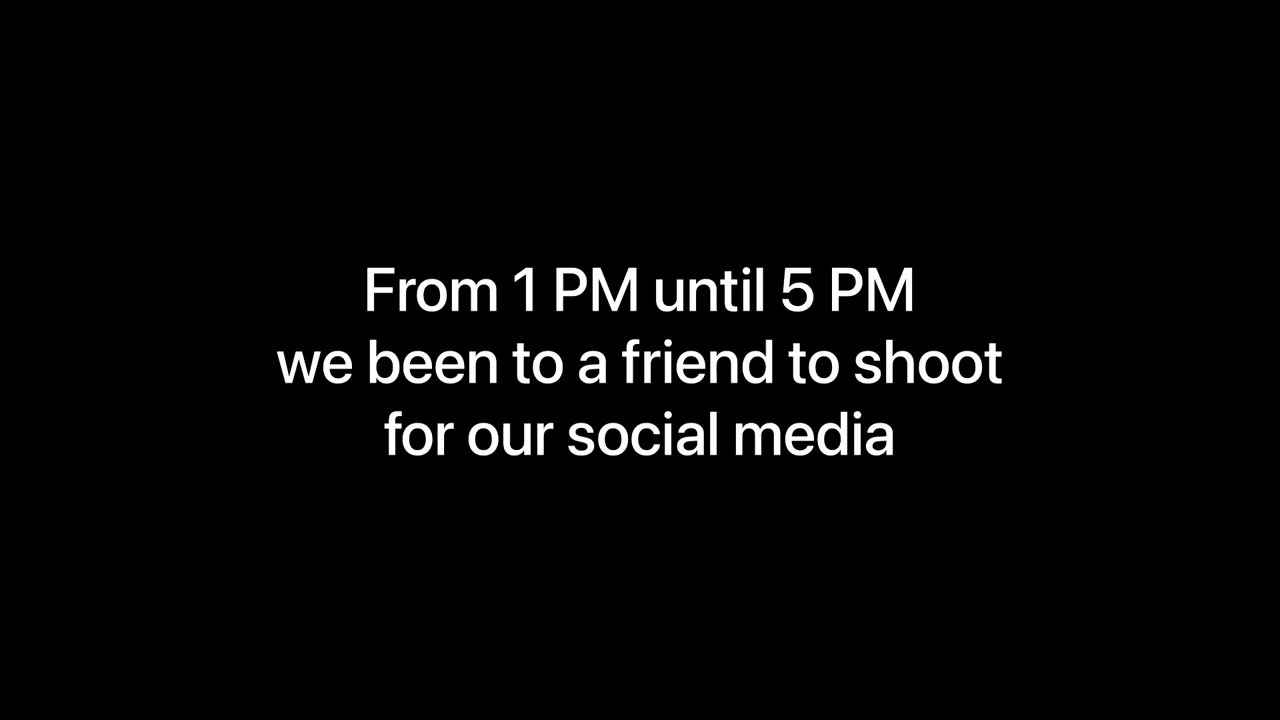 From 1 PM until 5 PM
we been to a friend to shoot
for our social media